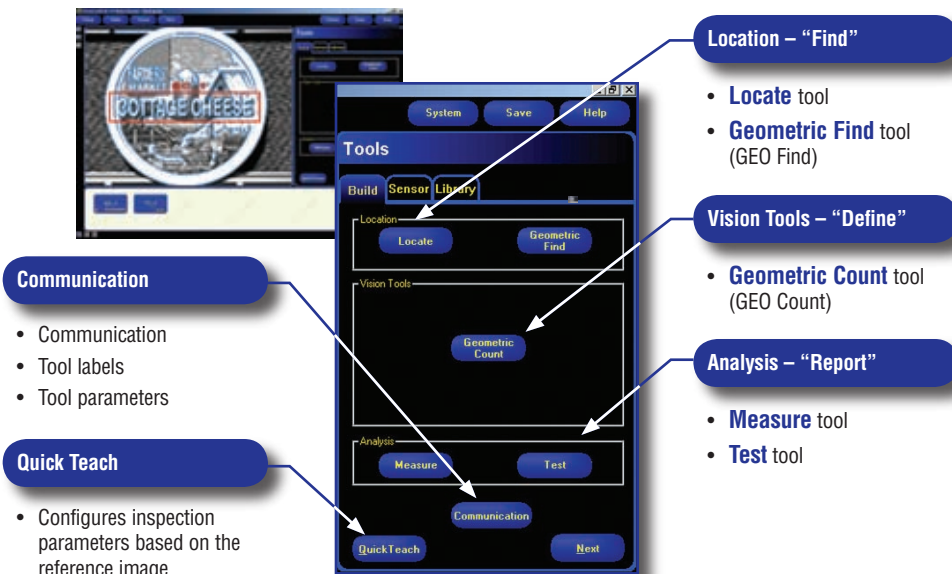 COTTAGE CHEESE
System Save Help
Tools
Build Sensor Library
Location
Locate Geometric Find
Vision Tools
Geometric Count
Analysis
Measure Test
Communication
QuickTeach Next
Communication
• Communication
• Tool labels
• Tool parameters
Quick Teach
• Configures inspection
parameters based on the
reference image
Location – “Find”
• Locate tool
• Geometric Find tool
(GEO Find)
Vision Tools – “Define”
• Geometric Count tool
(GEO Count)
Analysis – “Report”
• Measure tool
• Test tool